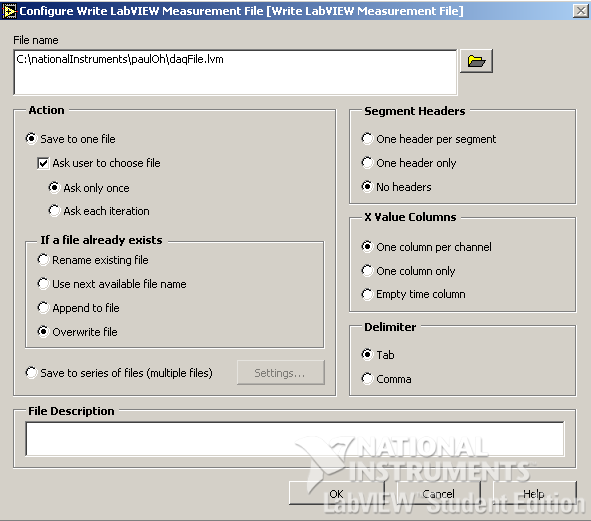 Configure Write LabVIEW Measurement File [Write LabVIEW Measurement File]
File name
C:\nationalInstruments\paulOh\daqFile.lvm
Action
Save to one file
Ask user to choose file
Ask only once
Ask each iteration
If a file already exists
Rename existing file
Use next available file name
Append to file
Overwrite file
Save to series of files (multiple files)
Settings...
Segment Headers
One header per segment
One header only
No headers
X Value Columns
One column per channel
One column only
Empty time column
Delimiter
Tab
Comma
File Description
NATIONAL
INSTRUMENTS
LabVIEW Student Edition
OK
Cancel
Help